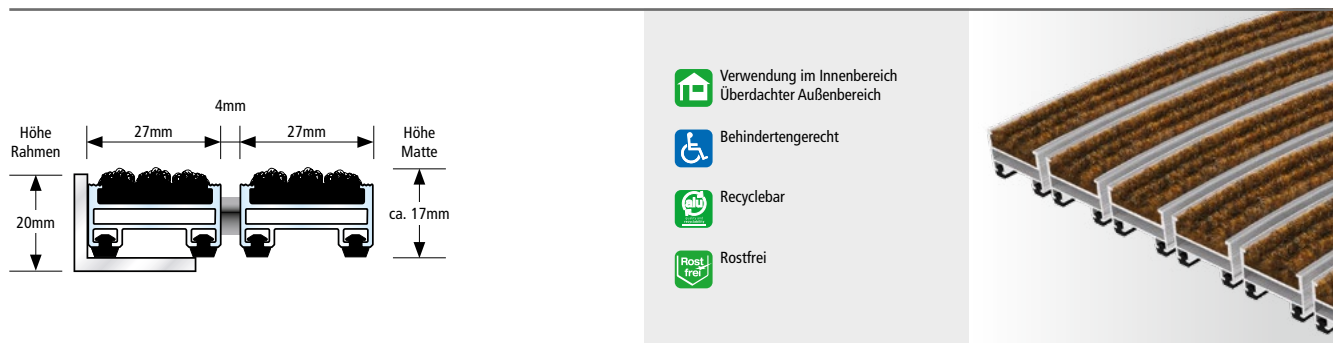 4mm
27mm
27mm
Höhe
Rahmen
Höhe
Matte
20mm
ca. 17mm
Verwendung im Innenbereich
Überdachter Außenbereich
Behindertengerecht
alu
Recyclebar
Rost
frei
Rostfrei